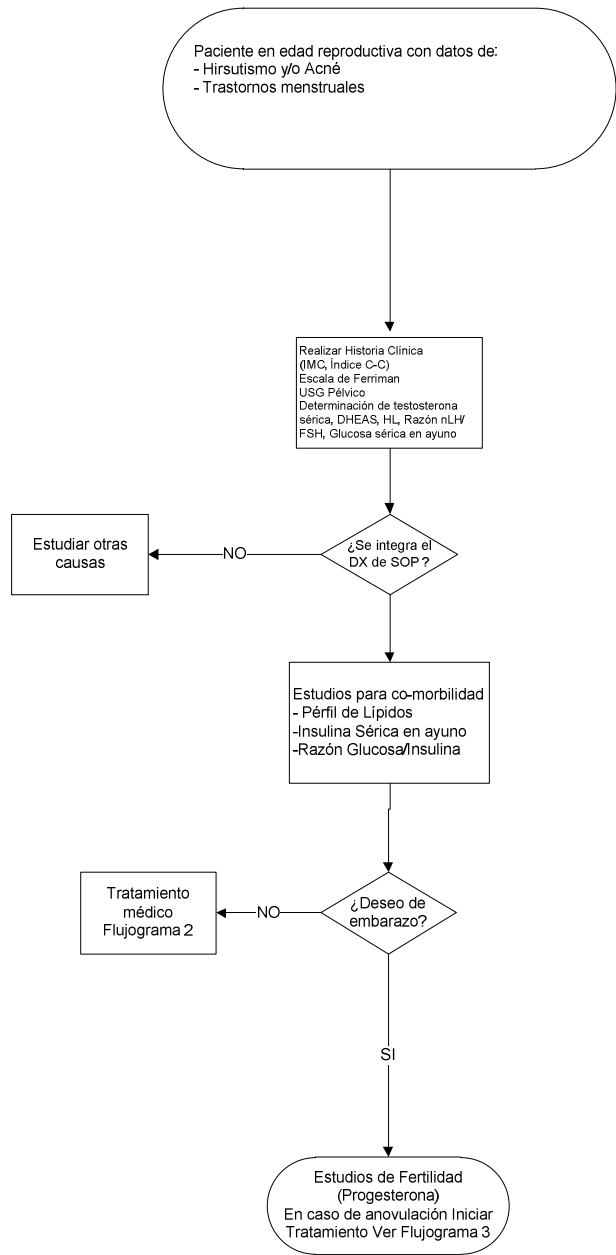 Paciente en edad reproductiva con datos de:
- Hirsutismo y/o Acné
- Trastornos menstruales
Realizar Historia Clínica
(IMC, Índice C-C)
Escala de Ferriman
USG Pélvico
Determinación de testosterona
sérica, DHEAS, HL, Razón nLH/
FSH, Glucosa sérica en ayuno
¿Se integra el
DX de SOP?
NO
Estudiar otras
causas
Estudios para co-morbilidad
- Pérfil de Lípidos
-Insulina Sérica en ayuno
-Razón Glucosa/Insulina
¿Deseo de
embarazo?
NO
Tratamiento
médico
Flujograma 2
SI
Estudios de Fertilidad
(Progesterona)
En caso de anovulación Iniciar
Tratamiento Ver Flujograma 3